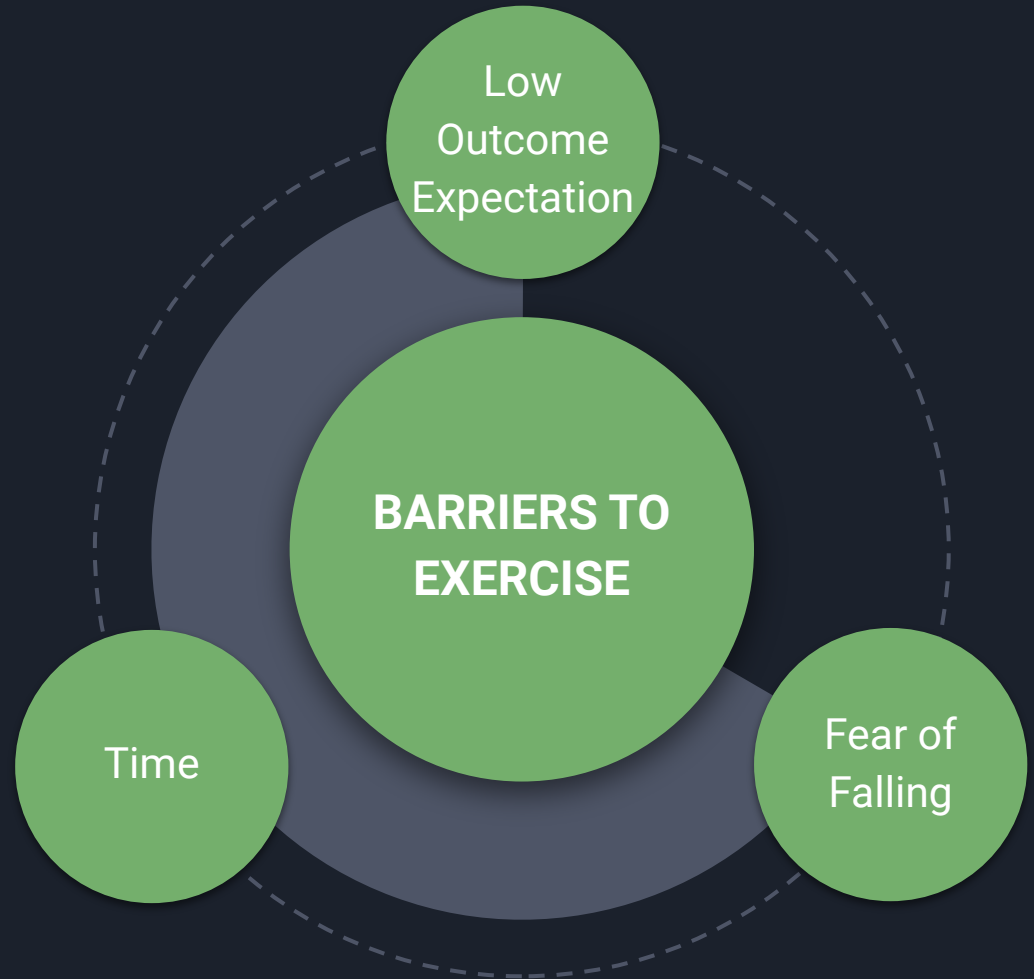 Low
Outcome
Expectation
BARRIERS TO
EXERCISE
Time
Fear of
Falling